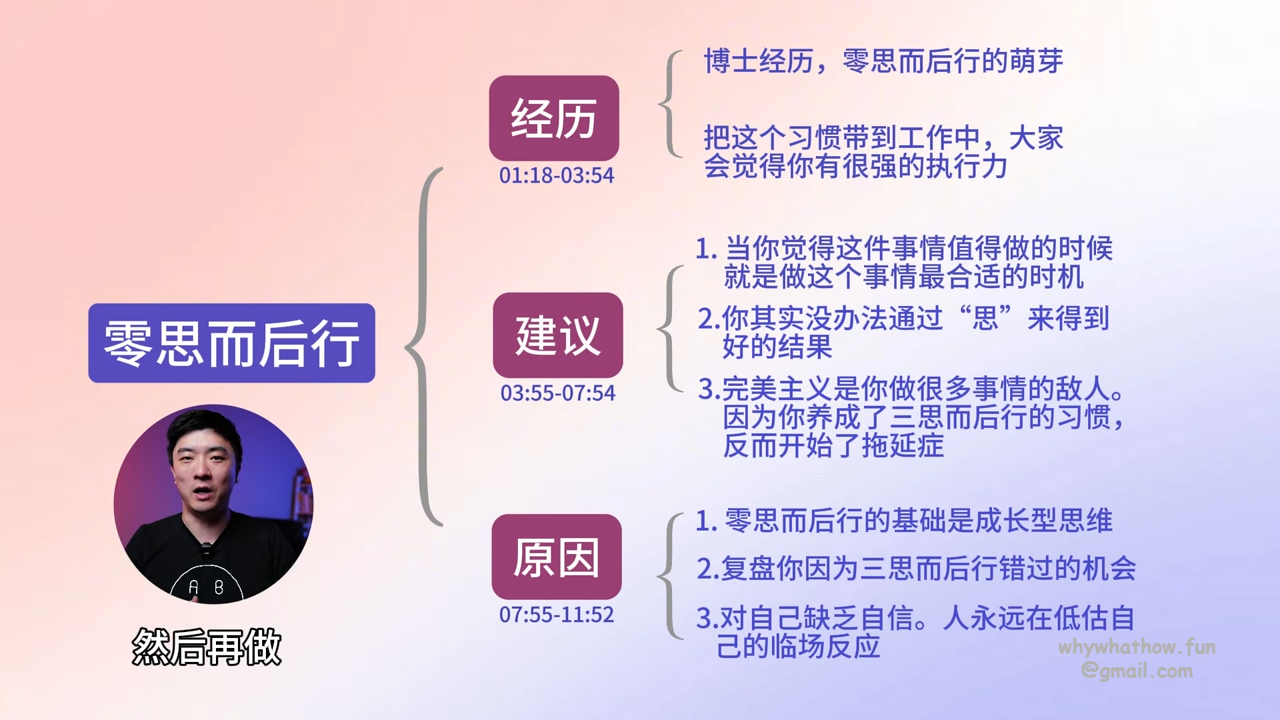 零思而后行
然后再做
经历
01:18-03:54
博士经历，零思而后行的萌芽
把这个习惯带到工作中，大家
会觉得你有很强的执行力
建议
03:55-07:54
1. 当你觉得这件事情值得做的时候
就是做这个事情最合适的时机
2.你其实没办法通过“思”来得到
好的结果
3.完美主义是你做很多事情的敌人。
因为你养成了三思而后行的习惯，
反而开始了拖延症
原因
07:55-11:52
1. 零思而后行的基础是成长型思维
2.复盘你因为三思而后行错过的机会
3.对自己缺乏自信。人永远在低估自
己的临场反应
A B
whywhathow.fun
@gmail.com